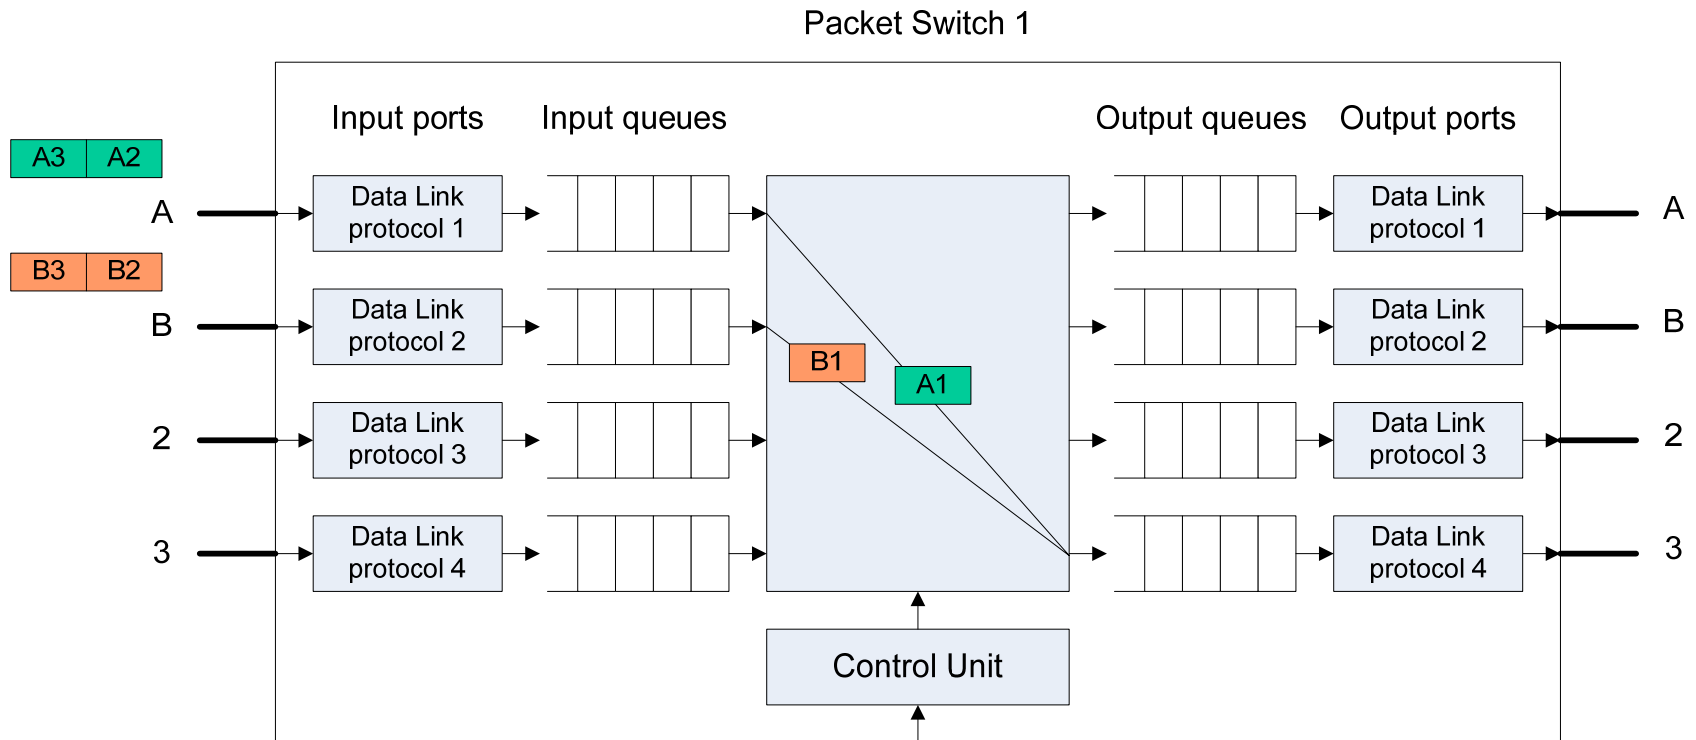 Packet Switch 1
Input ports
Input queues
Output queues
Output ports
A3 A2
A
Data Link
protocol 1
Data Link
protocol 1
A
B3 B2
B
Data Link
protocol 2
Data Link
protocol 2
B
B1
A1
2
Data Link
protocol 3
Data Link
protocol 3
2
3
Data Link
protocol 4
Data Link
protocol 4
3
Control Unit